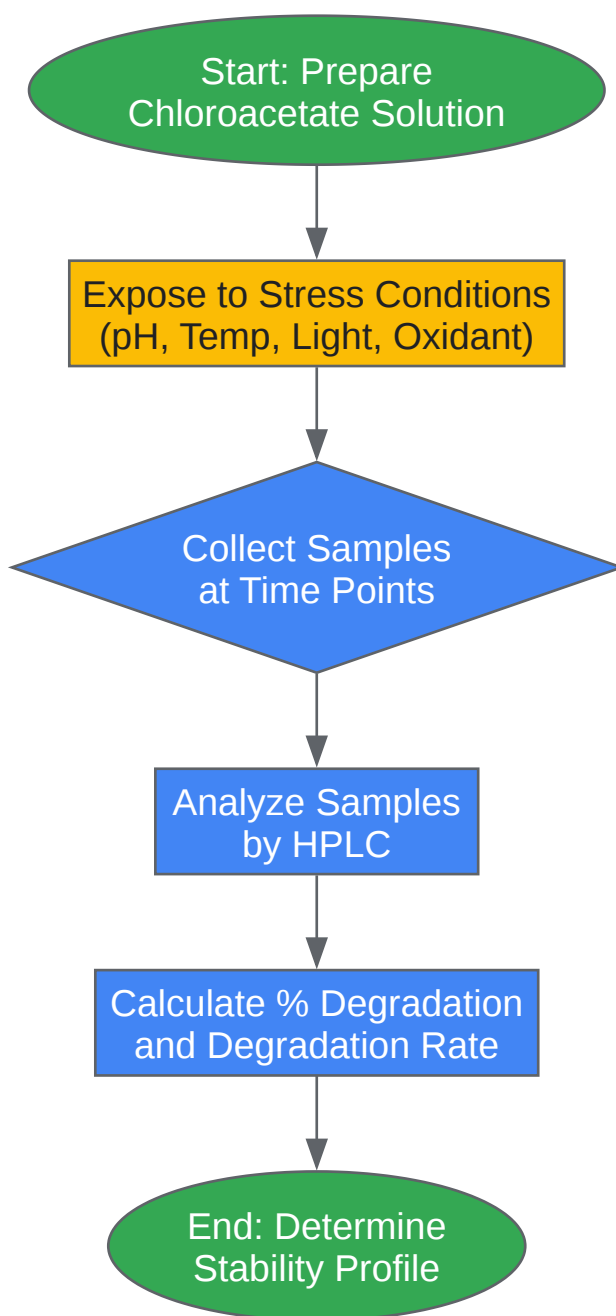 Start: Prepare
Chloroacetate Solution
Expose to Stress Conditions
(pH, Temp, Light, Oxidant)
Collect Samples
at Time Points
Analyze Samples
by HPLC
Calculate % Degradation
and Degradation Rate
End: Determine
Stability Profile